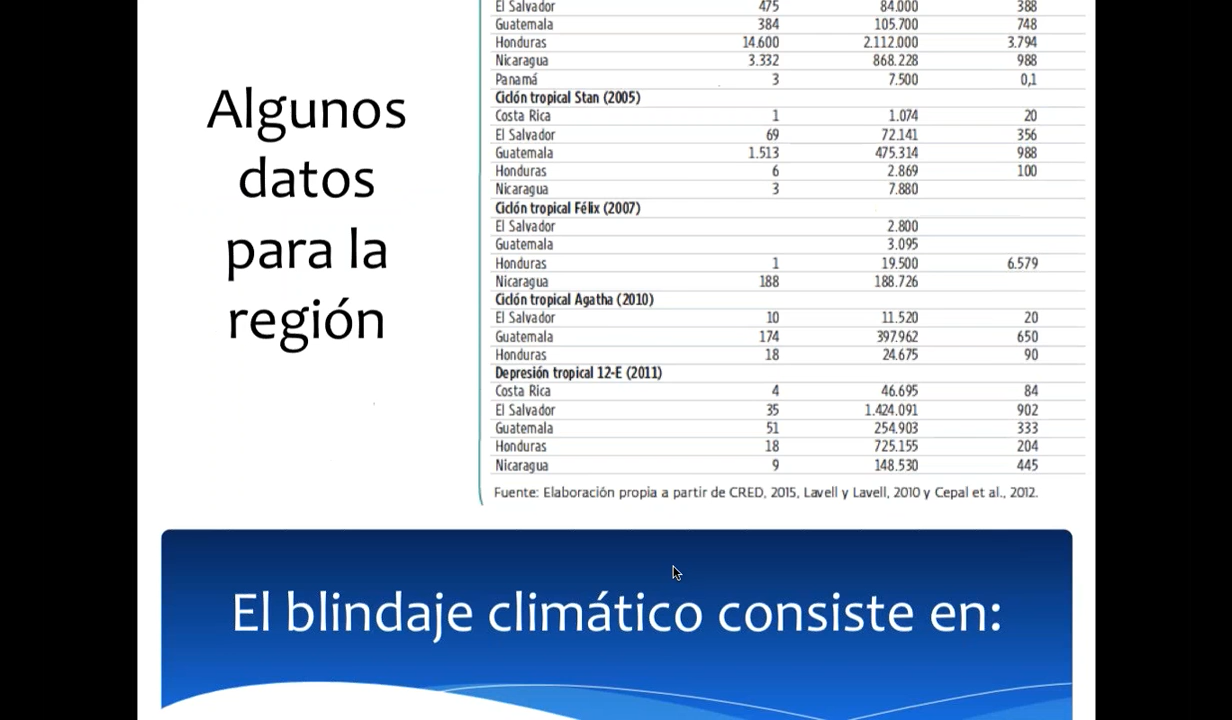 Algunos
datos
para la
región
El Salvador 475 84.000 388
Guatemala 384 105.700 748
Honduras 14.600 2.112.000 3.794
Nicaragua 3.332 868.228 988
Panamá 3 7.500 0,1
Ciclón tropical Stan (2005)
Costa Rica 1 1.074 20
El Salvador 69 72.141 356
Guatemala 1.513 475.314 988
Honduras 6 2.869 100
Nicaragua 3 7.880
Ciclón tropical Félix (2007)
El Salvador 2.800
Guatemala 3.095
Honduras 1 19.500 6.579
Nicaragua 188 188.726
Ciclón tropical Agatha (2010)
El Salvador 10 11.520 20
Guatemala 174 397.962 650
Honduras 18 24.675 90
Depresión tropical 12-E (2011)
Costa Rica 4 46.695 84
El Salvador 35 1.424.091 902
Guatemala 51 254.903 333
Honduras 18 725.155 204
Nicaragua 9 148.530 445
Fuente: Elaboración propia a partir de CRED, 2015, Lavell y Lavell, 2010 y Cepal et al., 2012.
El blindaje climático consiste en: